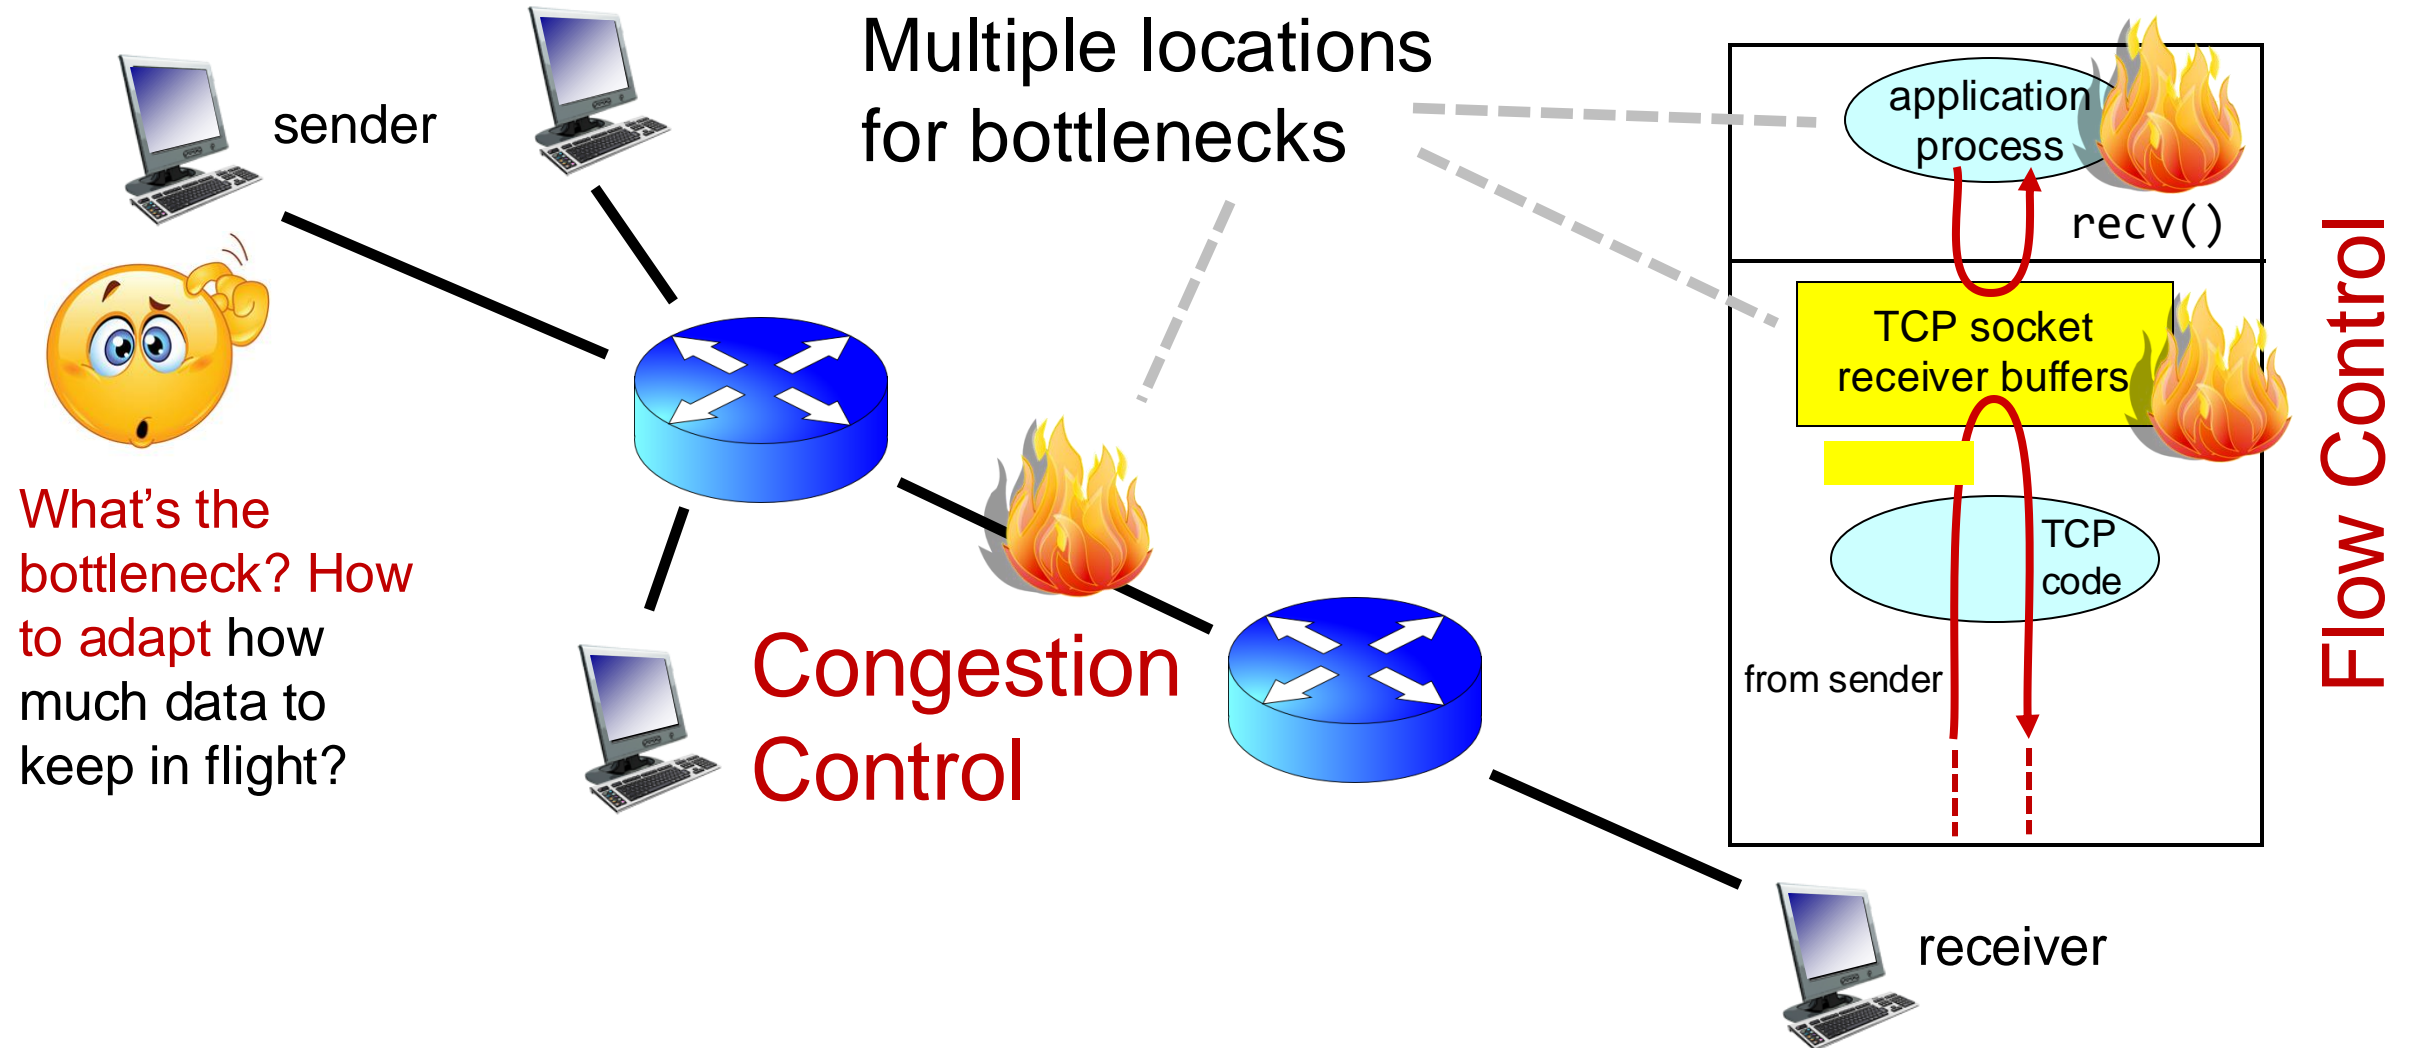 Multiple locations
for bottlenecks
sender
What’s the
bottleneck? How
to adapt how
much data to
keep in flight?
Congestion
Control
application
process
recv()
TCP socket
receiver buffers
TCP
code
from sender
Flow Control
receiver